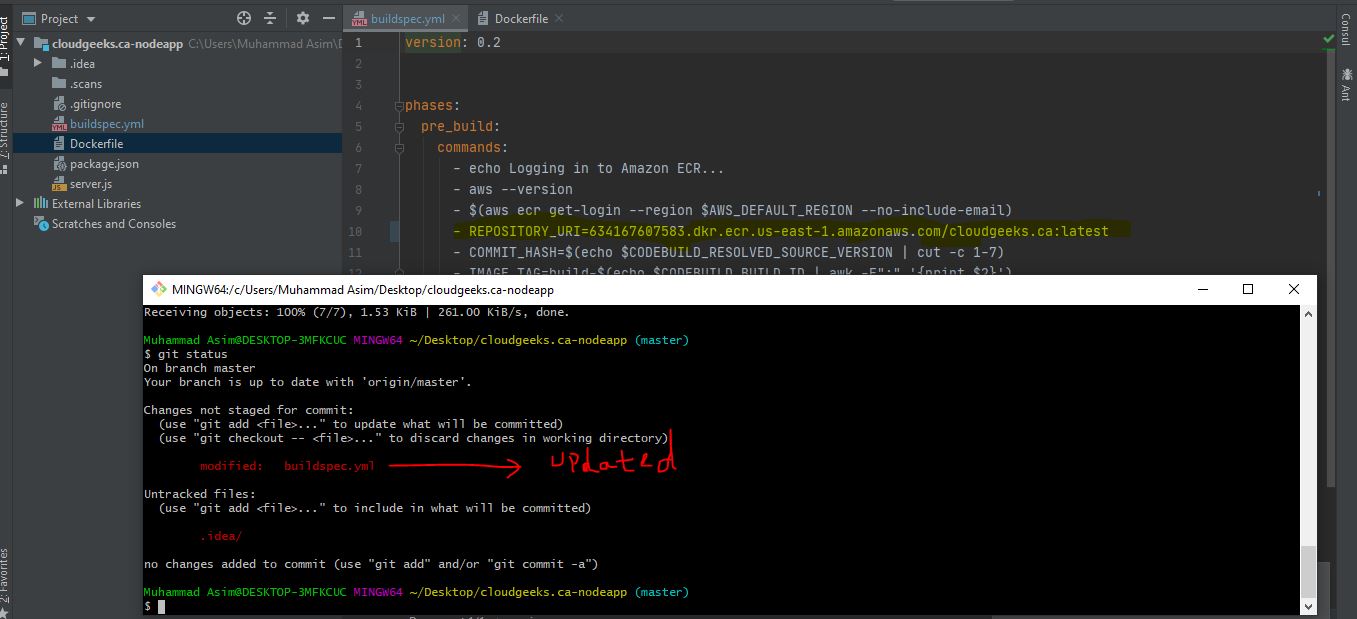 Project
buildspec.yml
Dockerfile
cloudgeeks.ca-nodeapp C:\Users\Muhammad Asim\D
.idea
.scans
.gitignore
buildspec.yml
Dockerfile
package.json
server.js
External Libraries
Scratches and Consoles
1: Project
7: Structure
2: Favorites
Consul
Ant
1 version: 0.2
2
3
4 phases:
5 pre_build:
6 commands:
7 - echo Logging in to Amazon ECR...
8 - aws --version
9 - $(aws ecr get-login --region $AWS_DEFAULT_REGION --no-include-email)
10 - REPOSITORY_URI=634167607583.dkr.ecr.us-east-1.amazonaws.com/cloudgeeks.ca:latest
11 - COMMIT_HASH=$(echo $CODEBUILD_RESOLVED_SOURCE_VERSION | cut -c 1-7)
12 - IMAGE_TAG=build-$(echo $CODEBUILD_BUILD_ID | awk -F":" '{print $2}')
MINGW64:/c/Users/Muhammad Asim/Desktop/cloudgeeks.ca-nodeapp
Receiving objects: 100% (7/7), 1.53 KiB | 261.00 KiB/s, done.
Muhammad Asim@DESKTOP-3MFKCUC MINGW64 ~/Desktop/cloudgeeks.ca-nodeapp (master)
$ git status
On branch master
Your branch is up to date with 'origin/master'.
Changes not staged for commit:
(use "git add <file>..." to update what will be committed)
(use "git checkout -- <file>..." to discard changes in working directory)
modified: buildspec.yml updated
Untracked files:
(use "git add <file>..." to include in what will be committed)
.idea/
no changes added to commit (use "git add" and/or "git commit -a")
Muhammad Asim@DESKTOP-3MFKCUC MINGW64 ~/Desktop/cloudgeeks.ca-nodeapp (master)
$